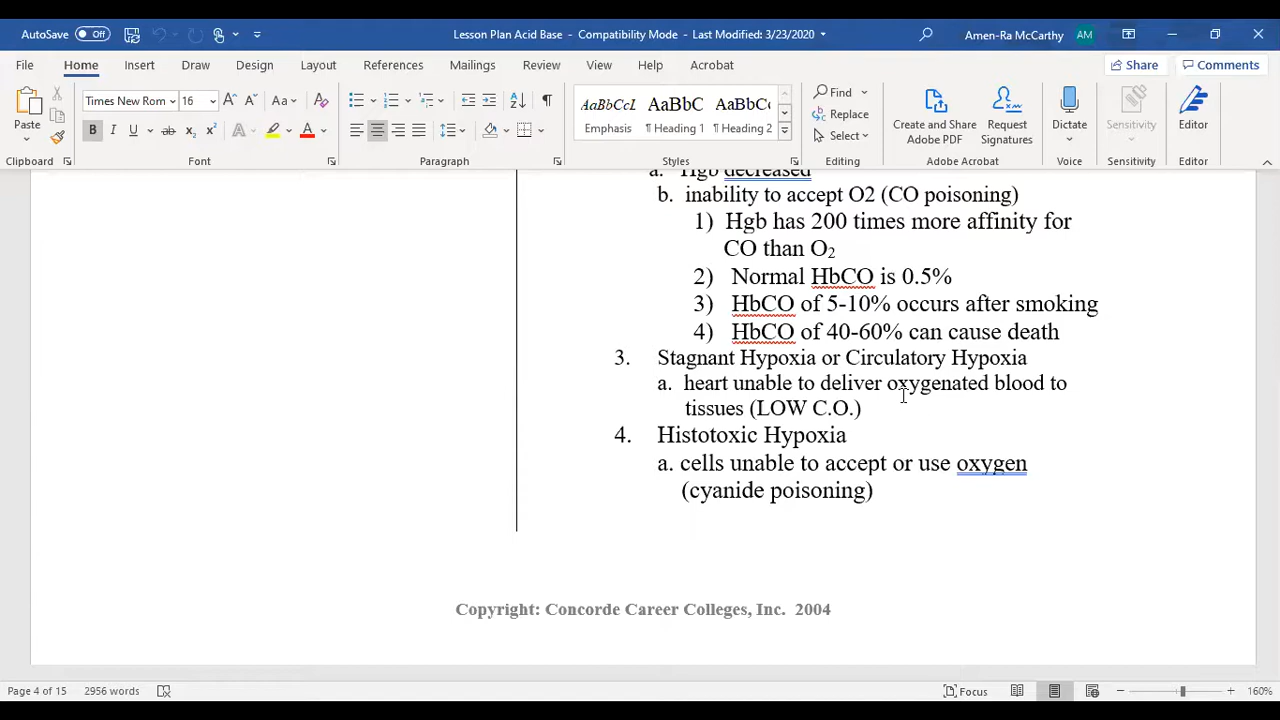 AutoSave Off Lesson Plan Acid Base - Compatibility Mode - Last Modified: 3/23/2020 Amen-Ra McCarthy AM
File Home Insert Draw Design Layout References Mailings Review View Help Acrobat Share Comments
Times New Rom 16 Aa AaBbCcL AaBbC AaBbC Find
Paste Emphasis ¶ Heading 1 ¶ Heading 2 Replace Create and Share Adobe PDF Request Signatures Dictate Sensitivity Editor
B I U ab x2 x2 A A Select
Clipboard Font Paragraph Styles Editing Adobe Acrobat Voice Sensitivity Editor
a. Hgb decreased
b. inability to accept O2 (CO poisoning)
1) Hgb has 200 times more affinity for
CO than O2
2) Normal HbCO is 0.5%
3) HbCO of 5-10% occurs after smoking
4) HbCO of 40-60% can cause death
3. Stagnant Hypoxia or Circulatory Hypoxia
a. heart unable to deliver oxygenated blood to
tissues (LOW C.O.)
4. Histotoxic Hypoxia
a. cells unable to accept or use oxygen
(cyanide poisoning)
Copyright: Concorde Career Colleges, Inc. 2004
Page 4 of 15 2956 words Focus 160%